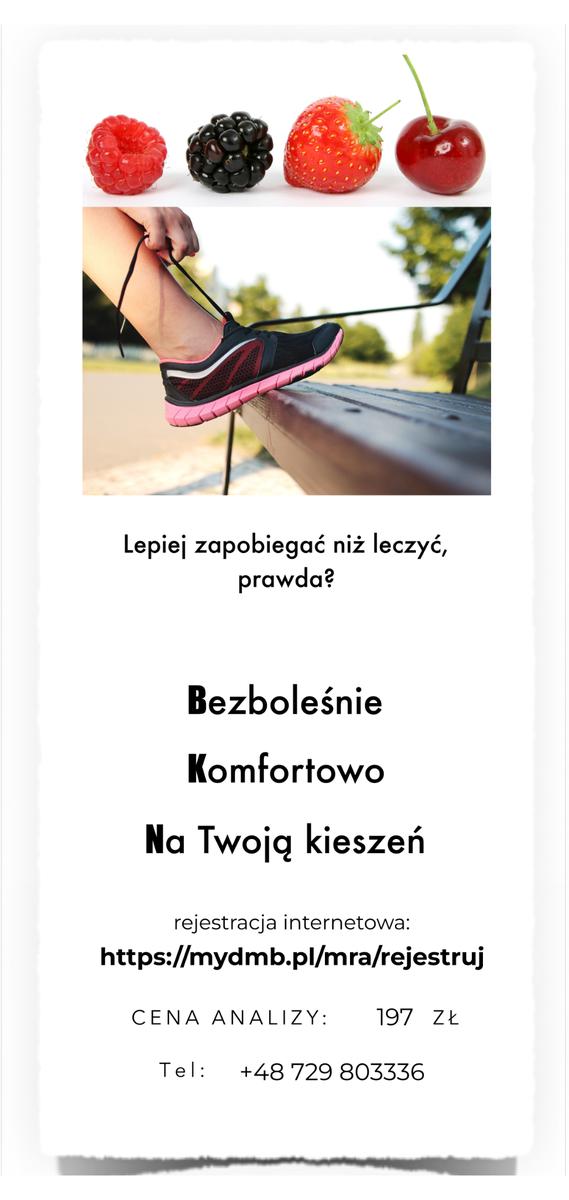 Lepiej zapobiegać niż leczyć,
prawda?
Bezboleśnie
Komfortowo
Na Twoją kieszeń
rejestracja internetowa:
https://mydmb.pl/mra/rejestruj
CENA ANALIZY: 197 ZŁ
Tel: +48 729 803336